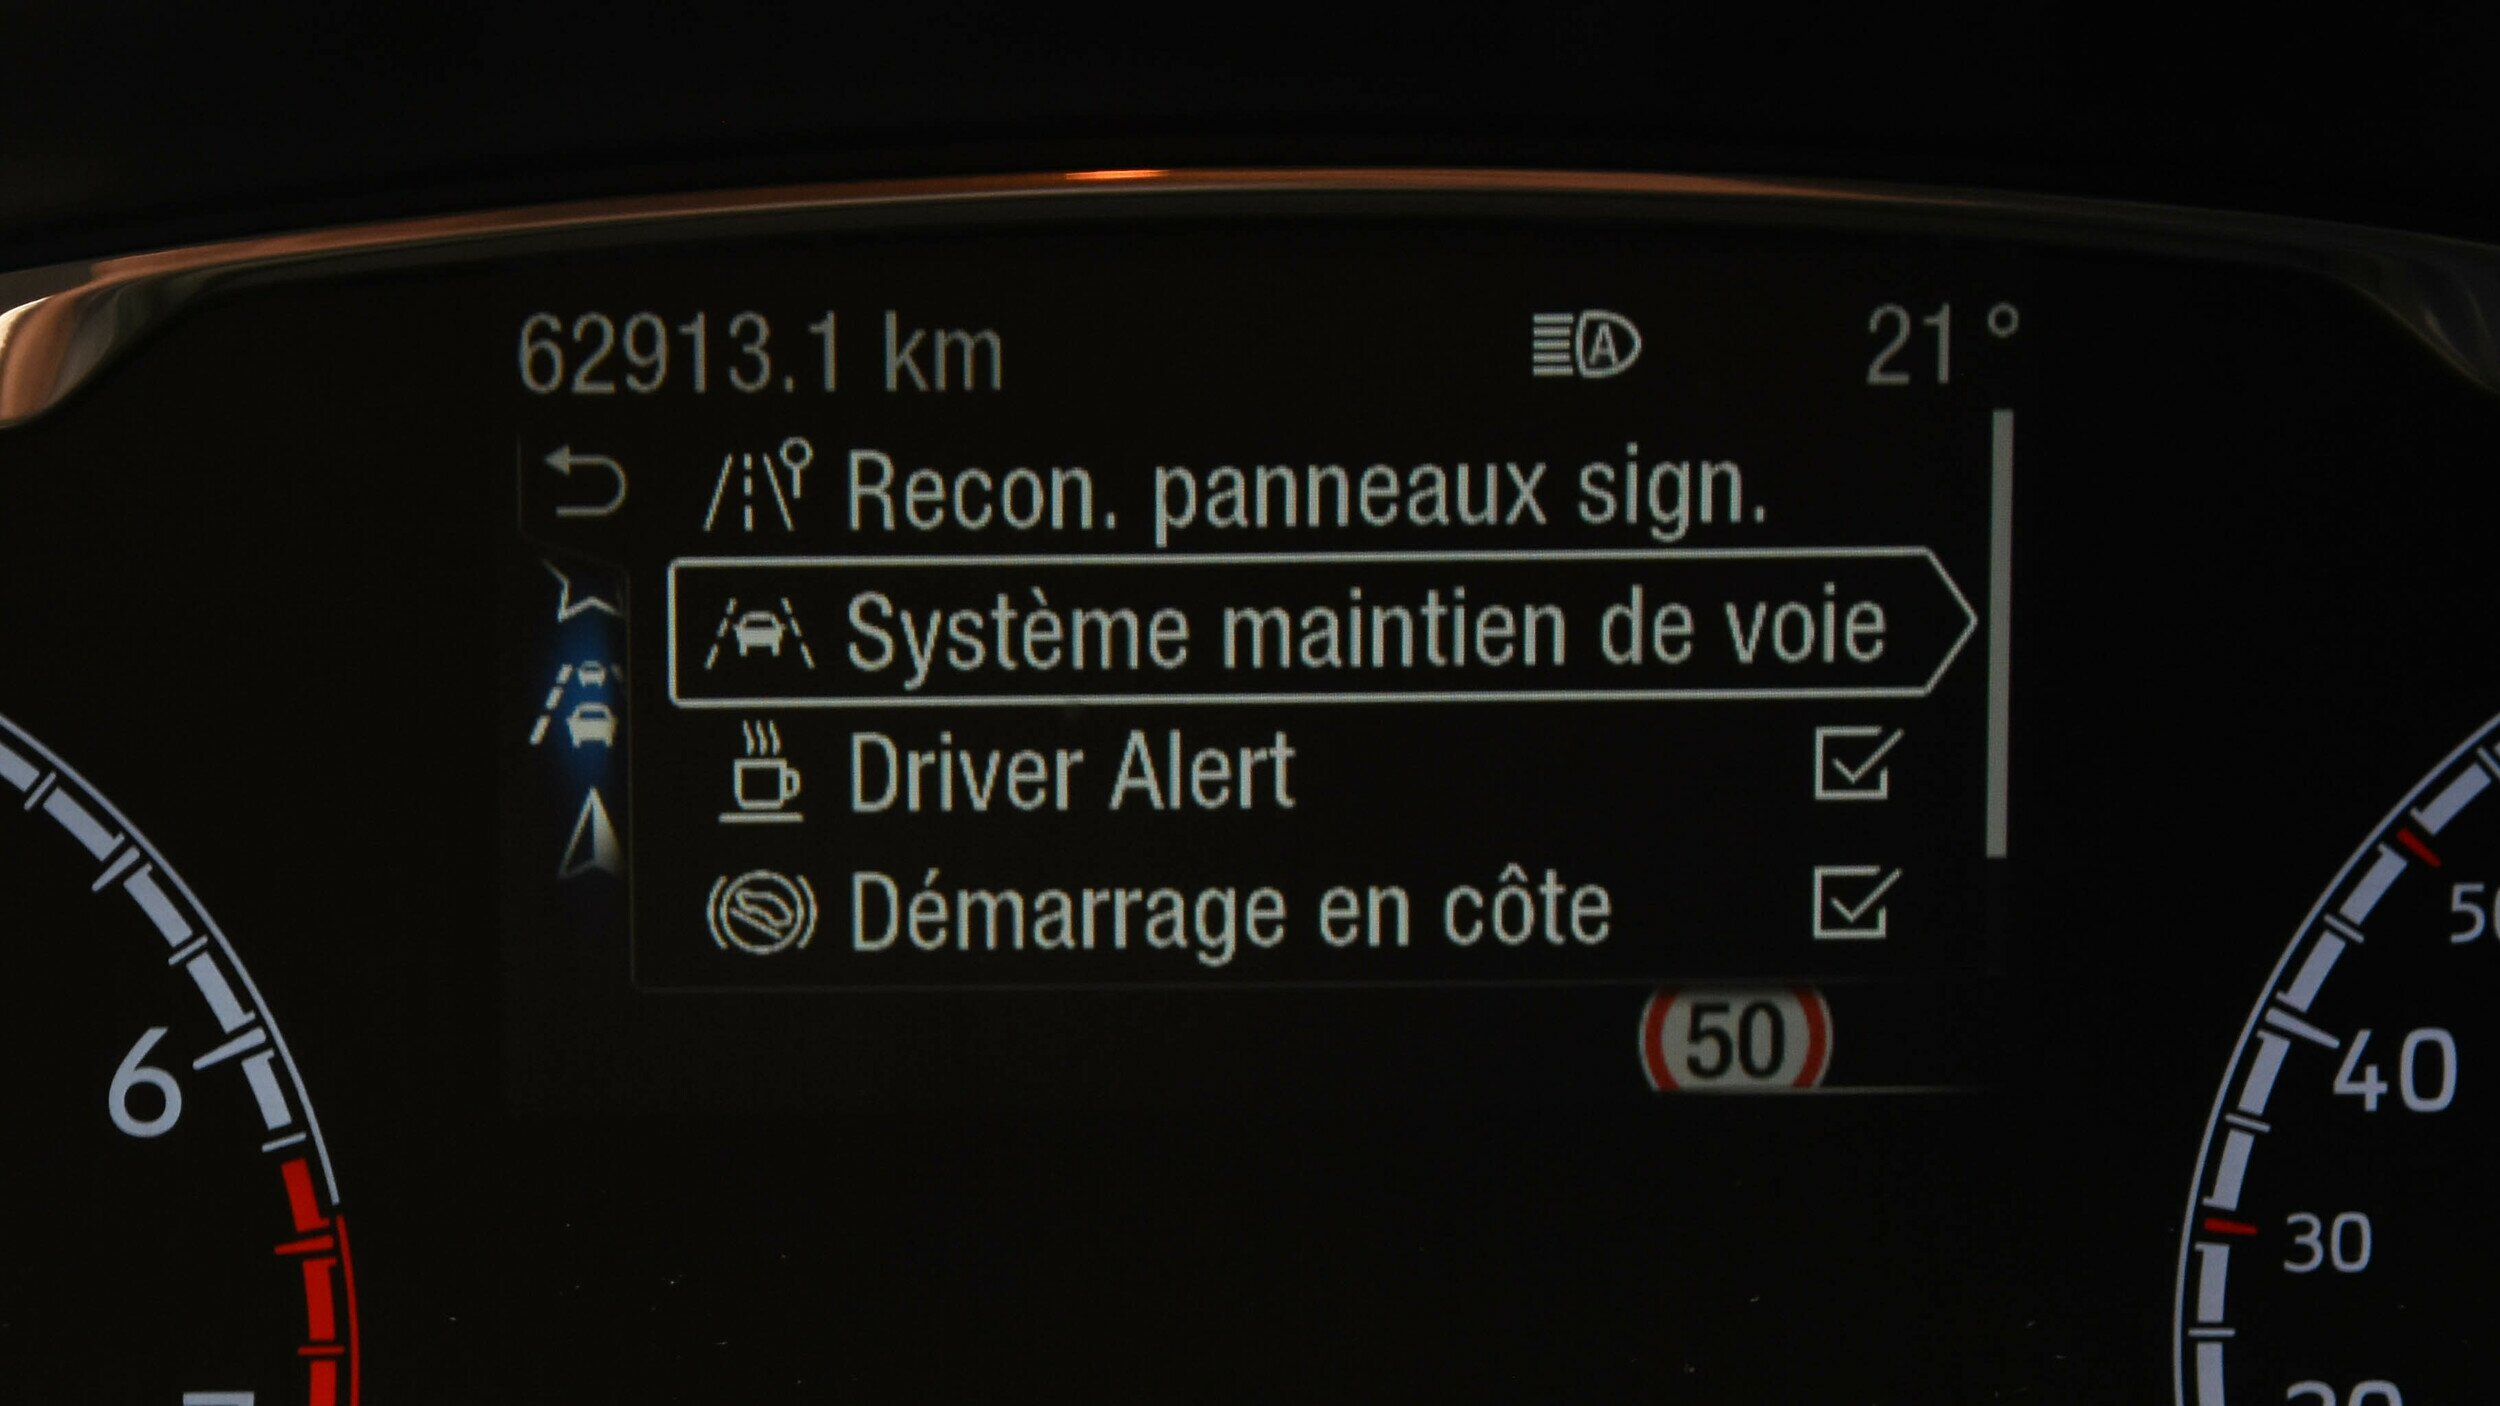 62913.1 km A 21°
Recon. panneaux sign.
Système maintien de voie
Driver Alert
Démarrage en côte
50
6
40
30